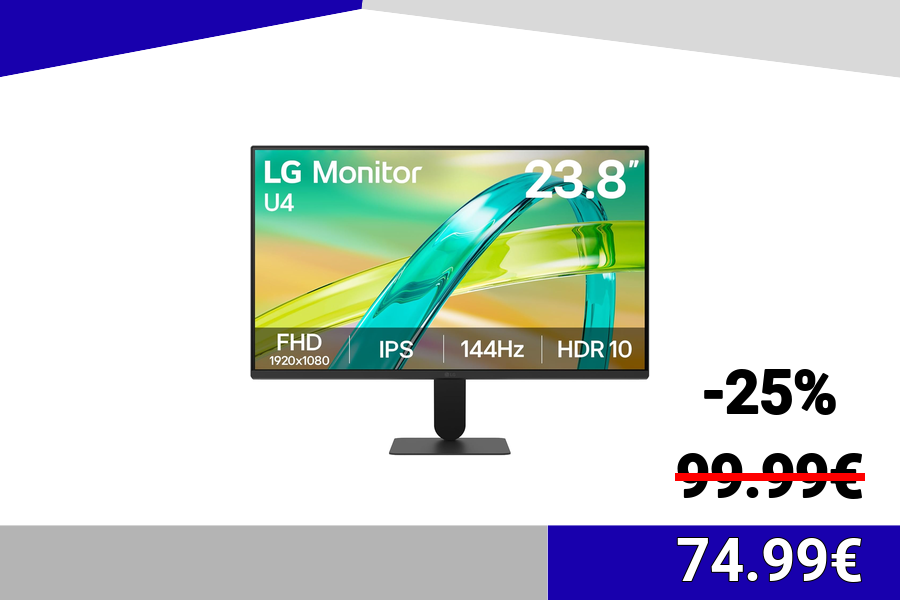 LG Monitor
23.8”
U4
FHD
1920x1080
IPS
144Hz
HDR 10
-25%
99.99€
74.99€